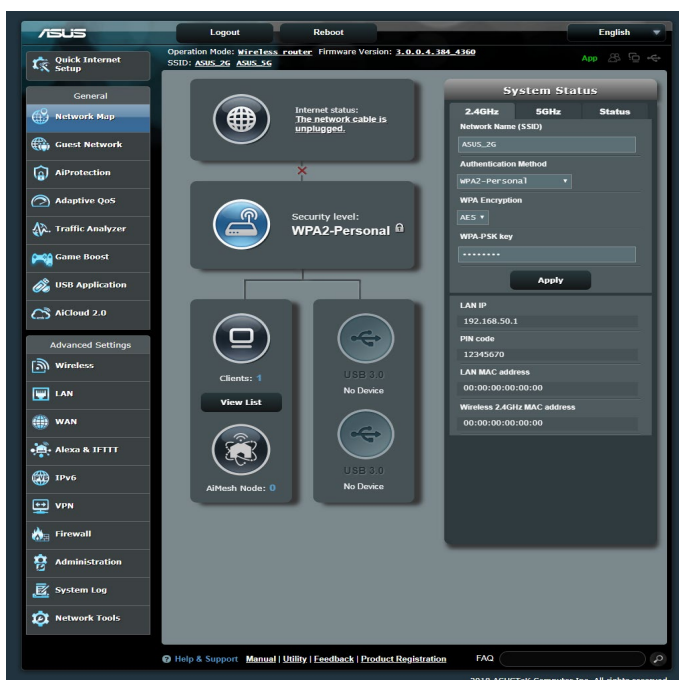 ASUS
Logout
Reboot
English
Quick Internet
Setup
Operation Mode: Wireless router Firmware Version: 3.0.0.4.384_4360
SSID: ASUS_2G ASUS_5G
App
General
Network Map
Guest Network
AiProtection
Adaptive QoS
Traffic Analyzer
Game Boost
USB Application
AiCloud 2.0
Advanced Settings
Wireless
LAN
WAN
Alexa & IFTTT
IPv6
VPN
Firewall
Administration
System Log
Network Tools
Internet status:
The network cable is
unplugged.
Security level:
WPA2-Personal
Clients: 1
View List
AiMesh Node: 0
USB 3.0
No Device
USB 3.0
No Device
System Status
2.4GHz 5GHz Status
Network Name (SSID)
ASUS_2G
Authentication Method
WPA2-Personal
WPA Encryption
AES
WPA-PSK key
••••••••
Apply
LAN IP
192.168.50.1
PIN code
12345670
LAN MAC address
00:00:00:00:00:00
Wireless 2.4GHz MAC address
00:00:00:00:00:00
Help & Support Manual | Utility | Feedback | Product Registration FAQ
ASUSTeK Computer Inc. All rights reserved